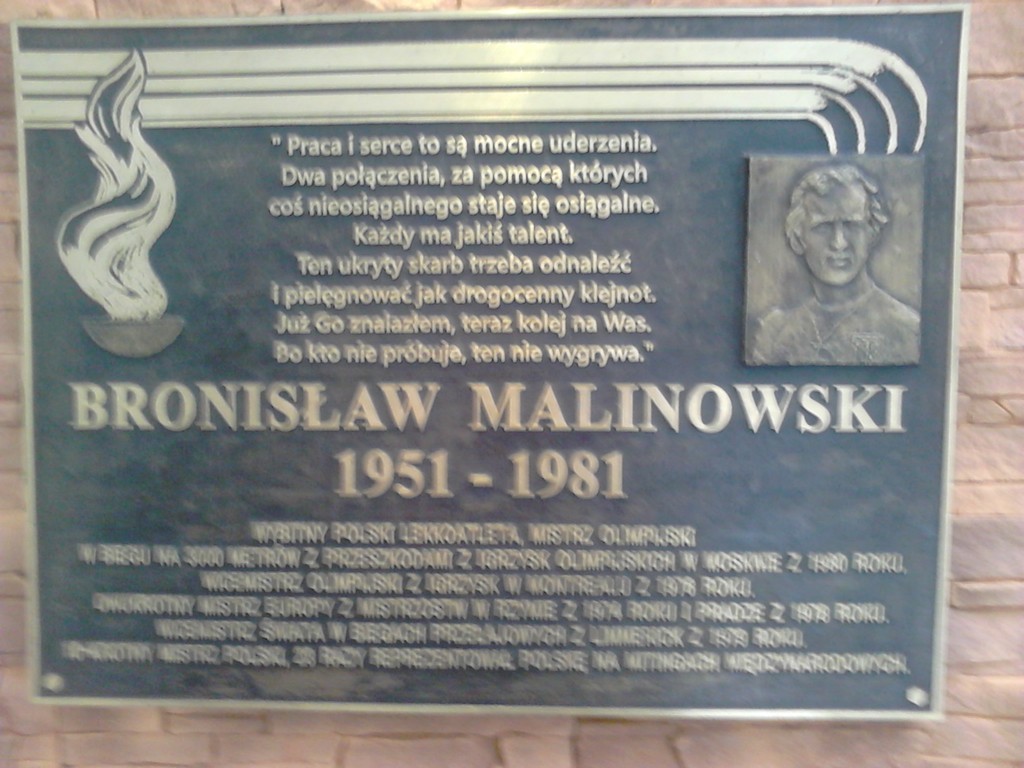 " Praca i serce to są mocne uderzenia.
Dwa połączenia, za pomocą których
coś nieosiągalnego staje się osiągalne.
Każdy ma jakiś talent.
Ten ukryty skarb trzeba odnaleźć
i pielęgnować jak drogocenny klejnot.
Już Go znalazłem, teraz kolej na Was.
Bo kto nie próbuje, ten nie wygrywa."
BRONISŁAW MALINOWSKI
1951 - 1981
WYBITNY POLSKI LEKKOATLETA, MISTRZ OLIMPIJSKI
W BIEGU NA 3000 METRÓW Z PRZESZKODAMI Z IGRZYSK OLIMPIJSKICH W MOSKWIE Z 1980 ROKU,
WICEMISTRZ OLIMPIJSKI Z IGRZYSK W MONTREALU Z 1976 ROKU.
DWUKROTNY MISTRZ EUROPY Z MISTRZOSTW W RZYMIE Z 1974 ROKU I PRADZE Z 1978 ROKU.
WICEMISTRZ ŚWIATA W BIEGACH PRZEŁAJOWYCH Z LIMMERICK Z 1979 ROKU.
MISTRZ POLSKI, RAZY REPREZENTOWAŁ POLSKĘ NA MITINGACH MIĘDZYNARODOWYCH.